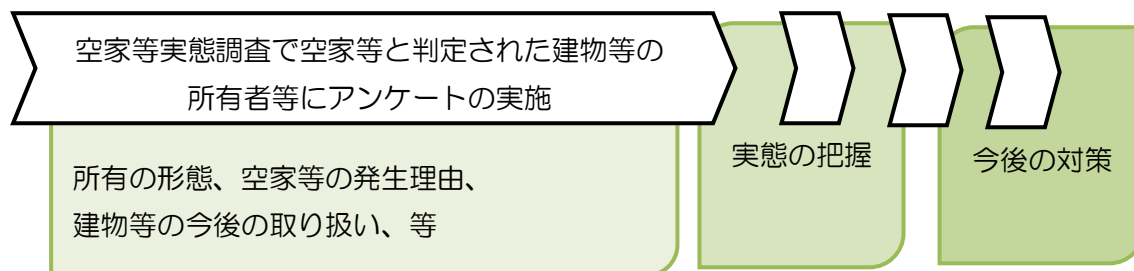 空家等実態調査で空家等と判定された建物等の
所有者等にアンケートの実施
所有の形態、空家等の発生理由、
建物等の今後の取り扱い、等
実態の把握
今後の対策